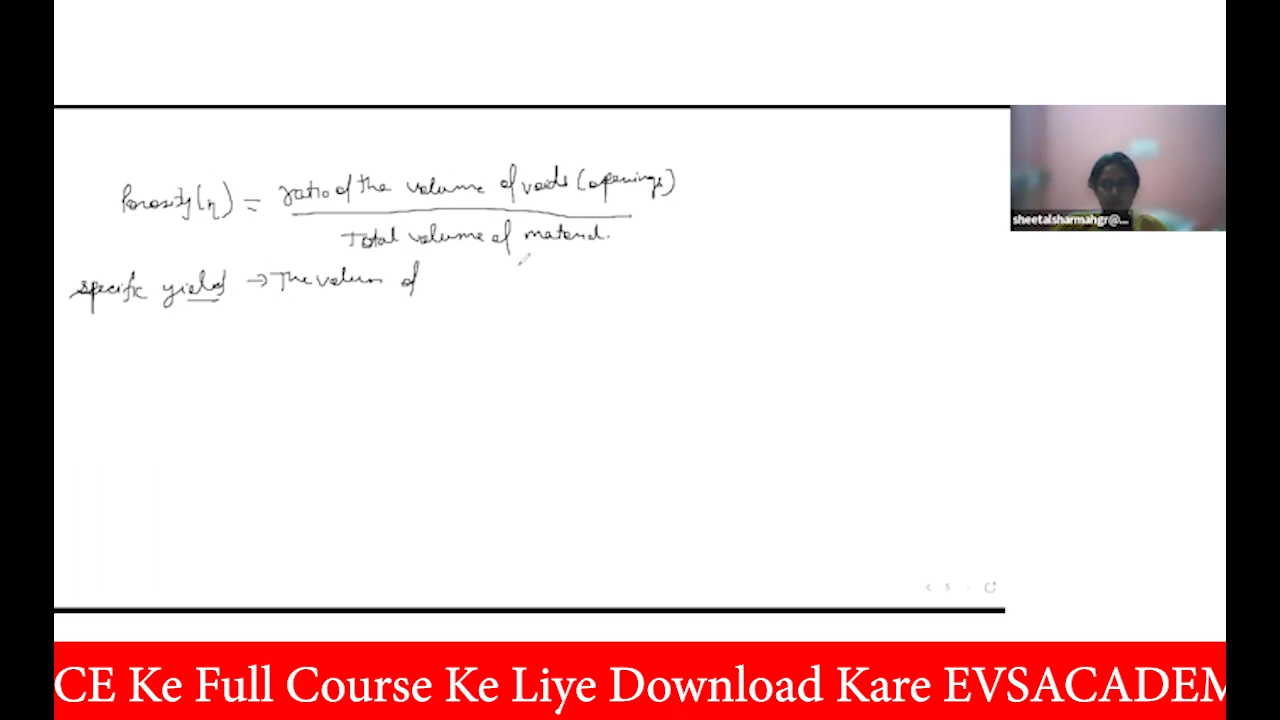 Porosity (η) = ratio of the volume of voids (openings)
Total volume of material.
specific yield → The volum of
sheetalsharmahgr@...
CE Ke Full Course Ke Liye Download Kare EVSACADEM